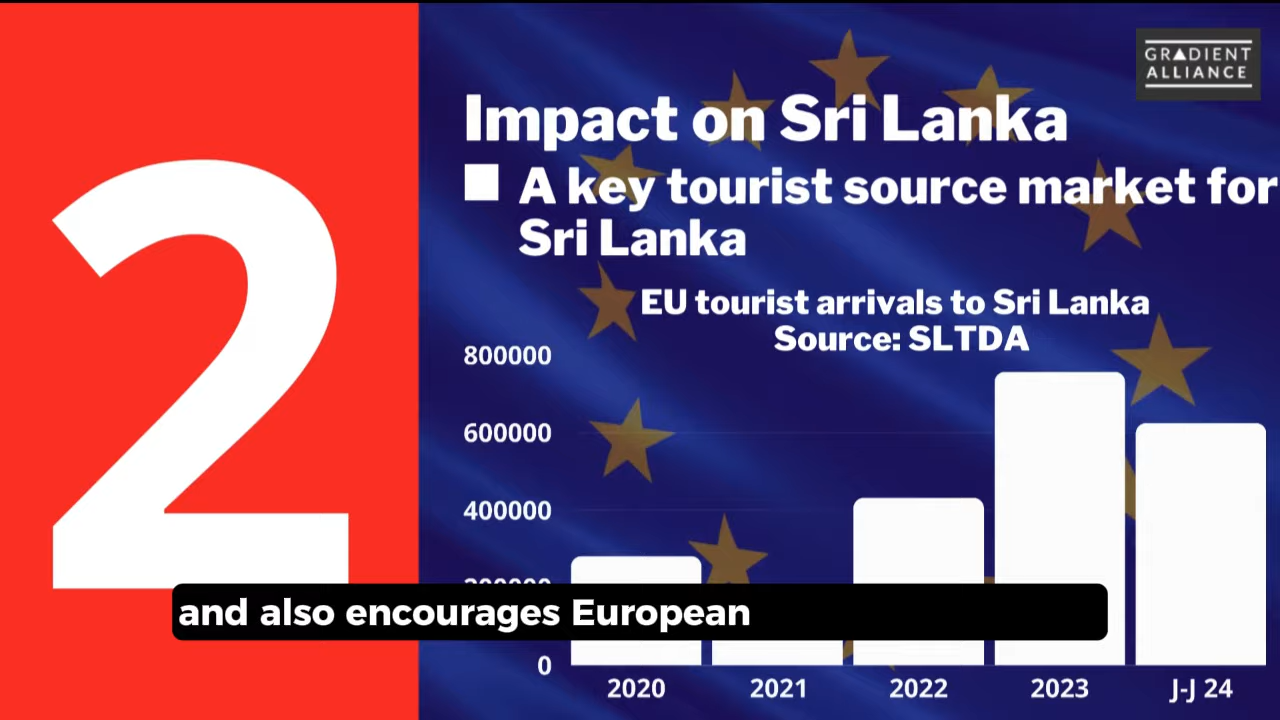 2
GRADIENT
ALLIANCE
Impact on Sri Lanka
A key tourist source market for
Sri Lanka
EU tourist arrivals to Sri Lanka
Source: SLTDA
800000
600000
400000
0
2020 2021 2022 2023 J-J 24
and also encourages European